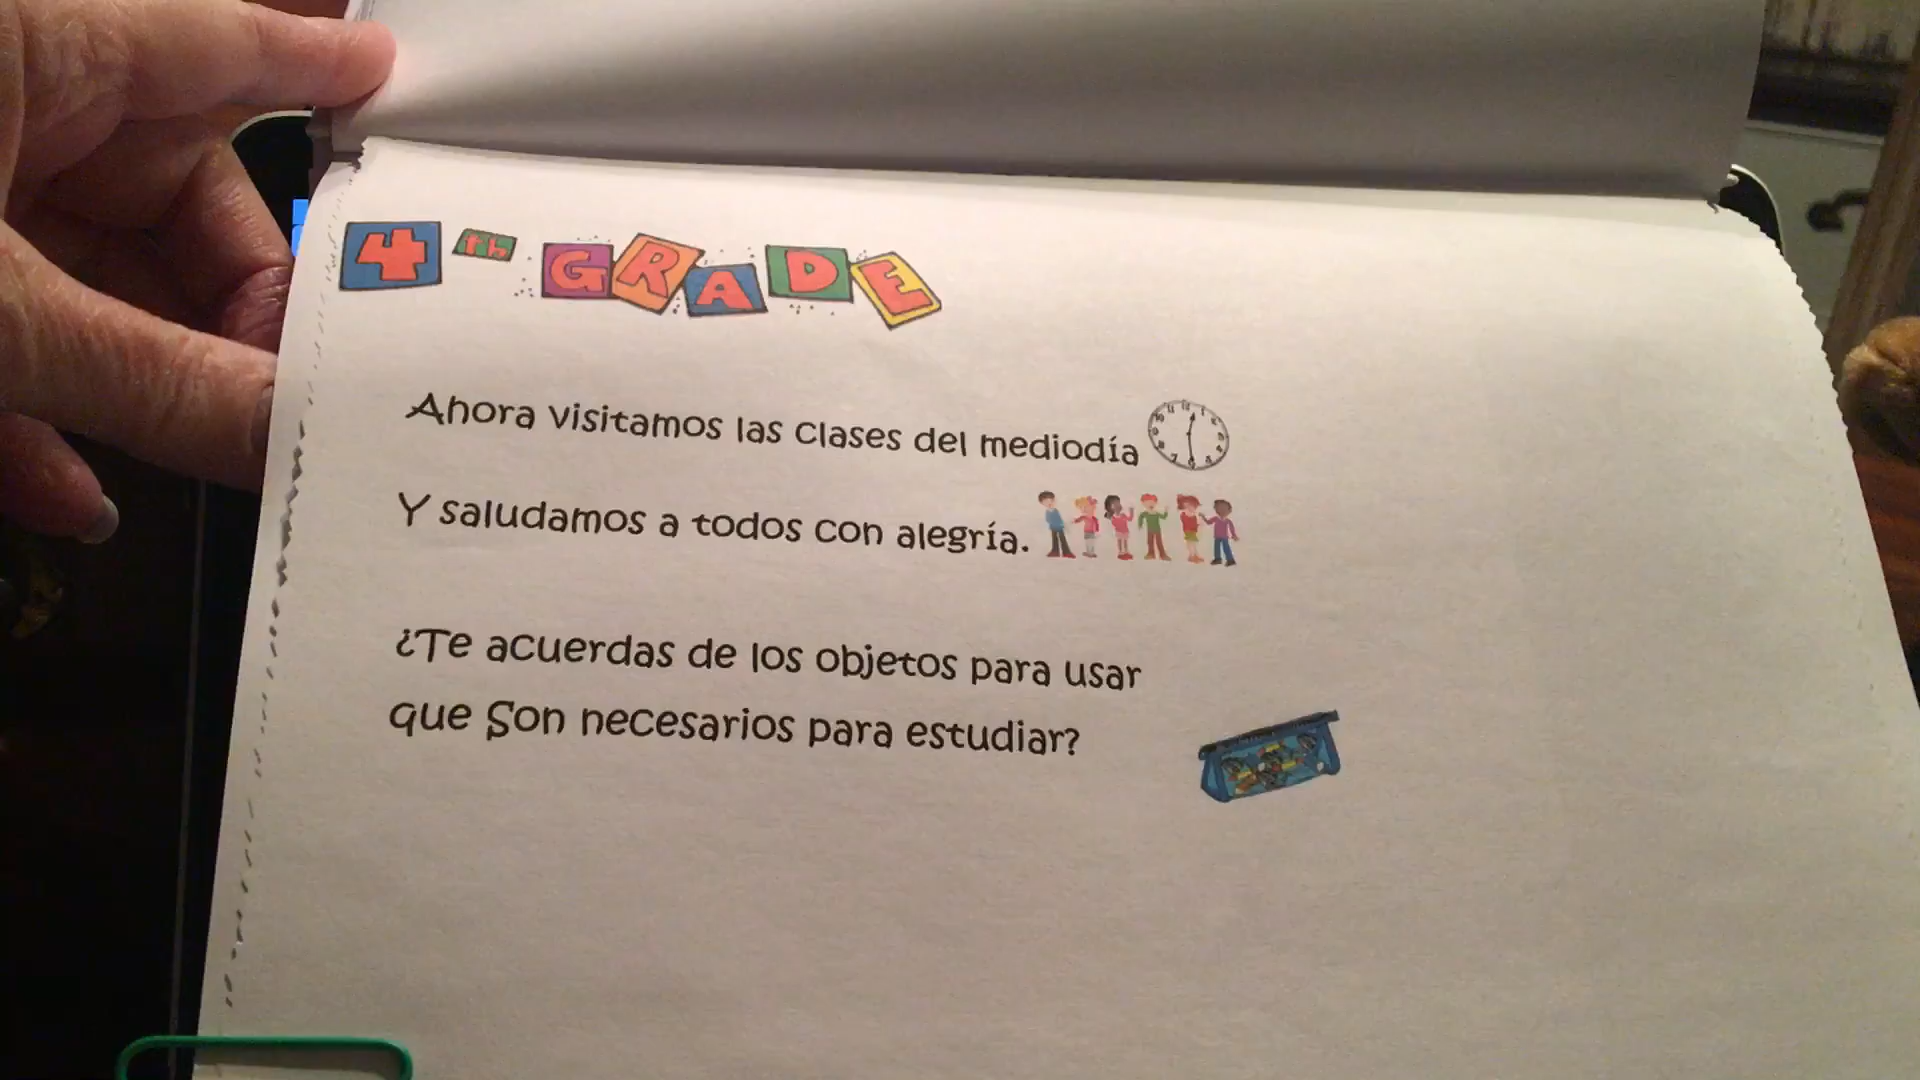 4th GRADE
Ahora visitamos las clases del mediodía
Y saludamos a todos con alegría.
¿Te acuerdas de los objetos para usar
que Son necesarios para estudiar?